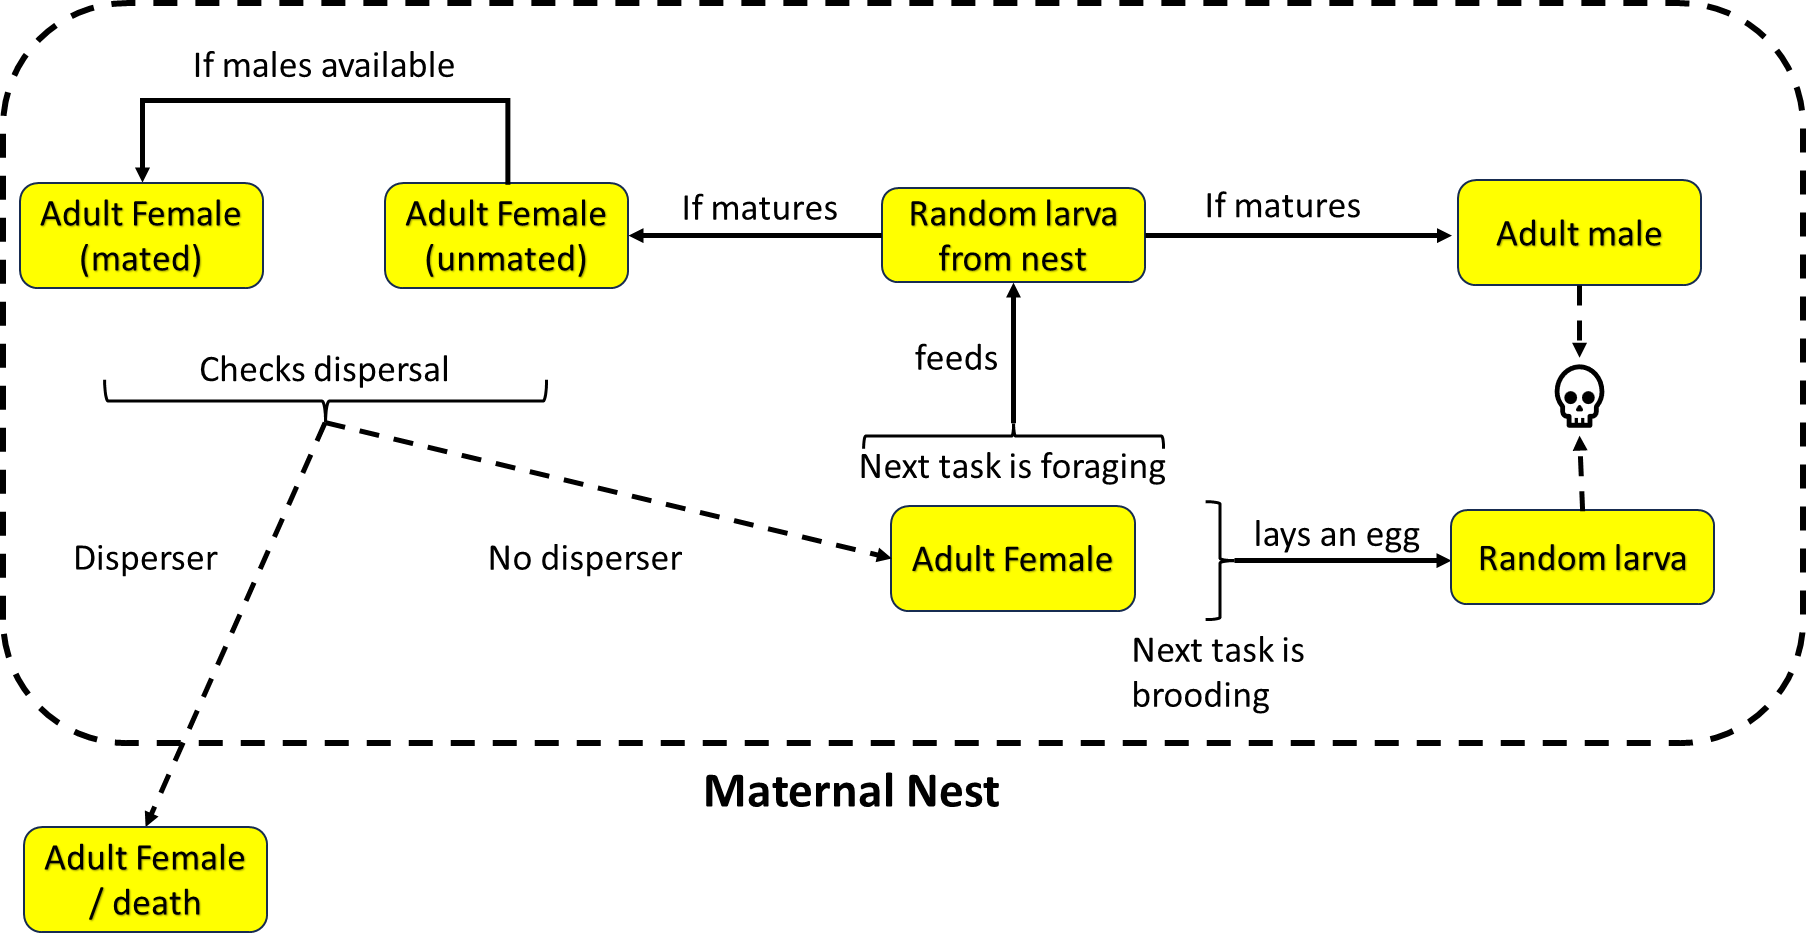 If males available
Adult Female
(mated)
Adult Female
(unmated)
If matures
Random larva
from nest
If matures
Adult male
Checks dispersal
feeds
Next task is foraging
Disperser
No disperser
Adult Female
lays an egg
Random larva
Next task is
brooding
Maternal Nest
Adult Female
/ death